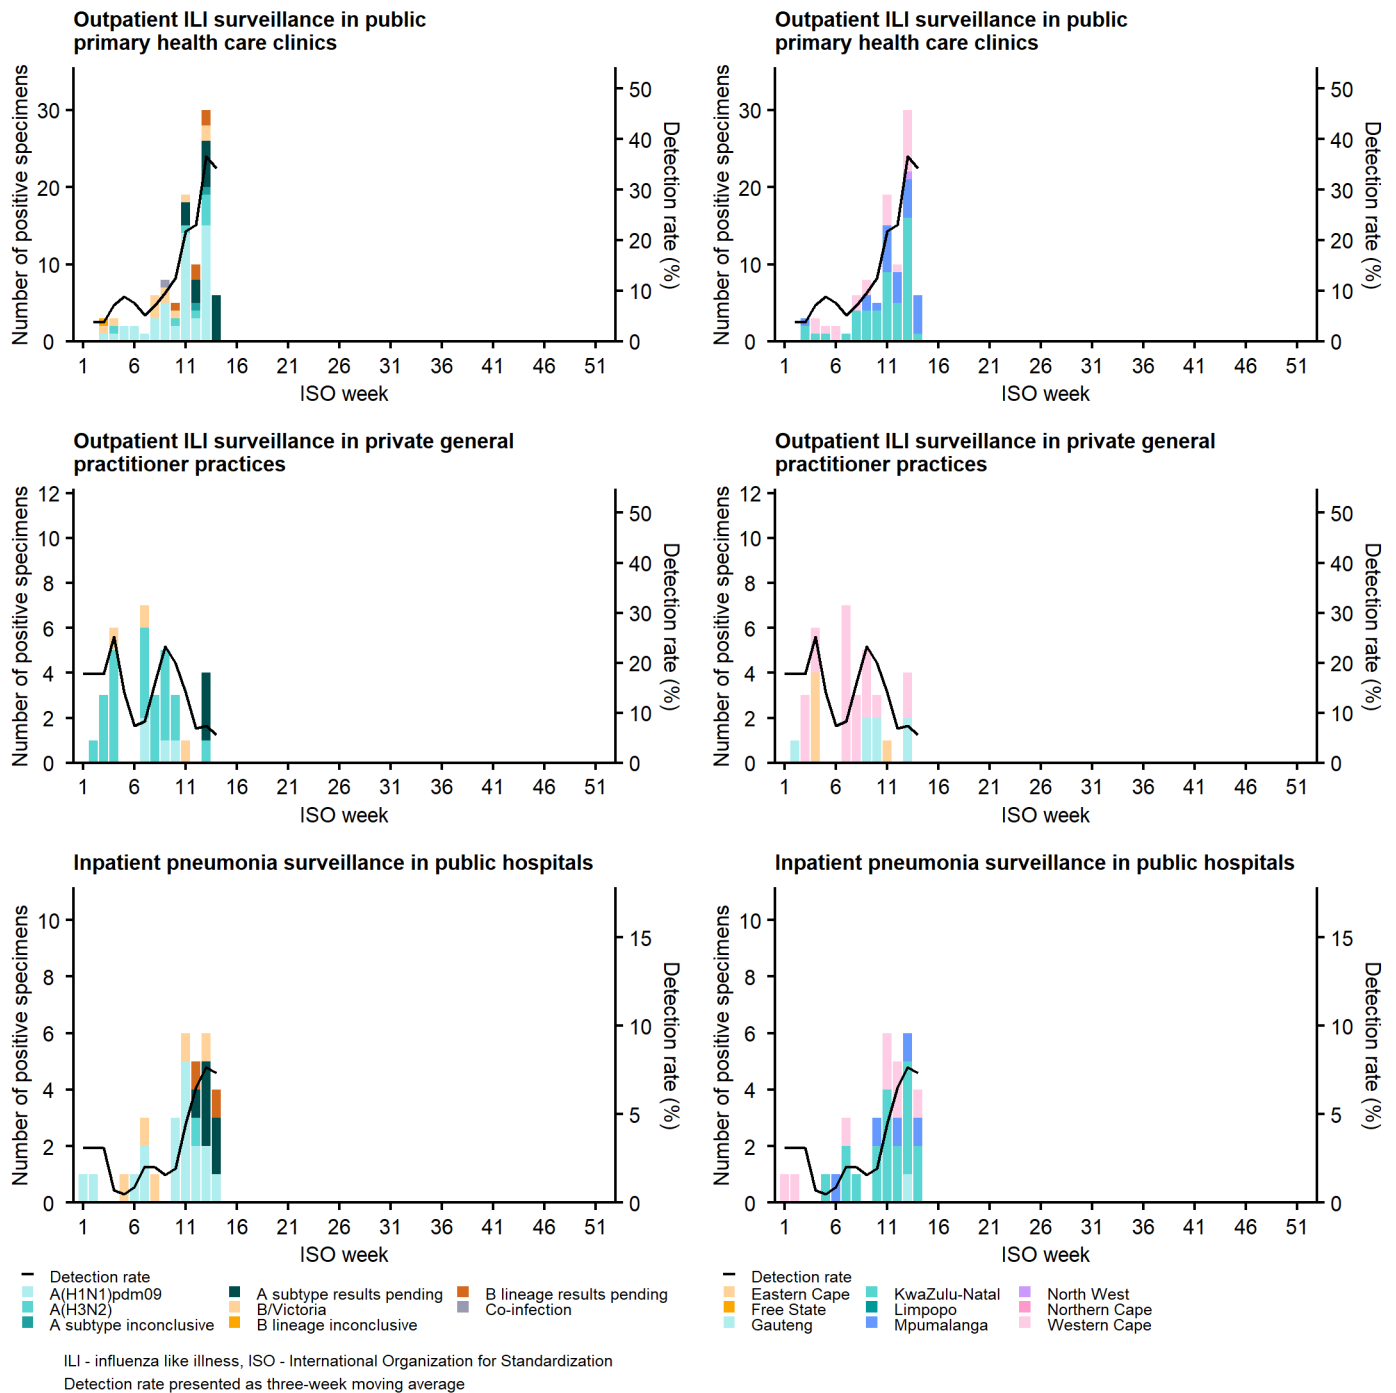 Outpatient ILI surveillance in public
primary health care clinics
Number of positive specimens
30
20
10
0
50
40
30
20
10
0
Detection rate (%)
1 6 11 16 21 26 31 36 41 46 51
ISO week
Outpatient ILI surveillance in public
primary health care clinics
Number of positive specimens
30
20
10
0
50
40
30
20
10
0
Detection rate (%)
1 6 11 16 21 26 31 36 41 46 51
ISO week
Outpatient ILI surveillance in private general
practitioner practices
Number of positive specimens
12
10
8
6
4
2
0
50
40
30
20
10
0
Detection rate (%)
1 6 11 16 21 26 31 36 41 46 51
ISO week
Outpatient ILI surveillance in private general
practitioner practices
Number of positive specimens
12
10
8
6
4
2
0
50
40
30
20
10
0
Detection rate (%)
1 6 11 16 21 26 31 36 41 46 51
ISO week
Inpatient pneumonia surveillance in public hospitals
Number of positive specimens
10
8
6
4
2
0
15
10
5
0
Detection rate (%)
1 6 11 16 21 26 31 36 41 46 51
ISO week
Inpatient pneumonia surveillance in public hospitals
Number of positive specimens
10
8
6
4
2
0
15
10
5
0
Detection rate (%)
1 6 11 16 21 26 31 36 41 46 51
ISO week
Detection rate
A(H1N1)pdm09 A subtype results pending B lineage results pending
A(H3N2) B/Victoria Co-infection
A subtype inconclusive B lineage inconclusive
Detection rate
Eastern Cape KwaZulu-Natal North West
Free State Limpopo Northern Cape
Gauteng Mpumalanga Western Cape
ILI - influenza like illness, ISO - International Organization for Standardization
Detection rate presented as three-week moving average